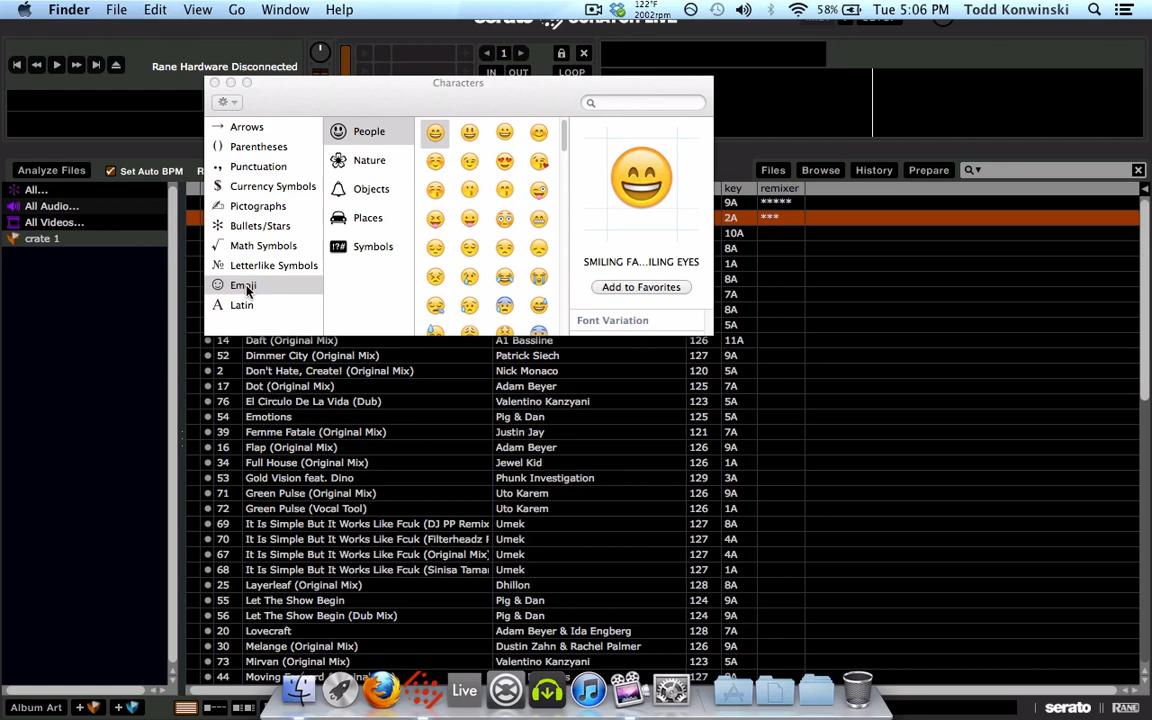 Finder File Edit View Go Window Help 122°F 2002rpm 58% Tue 5:06 PM Todd Konwinski
serato SCRATCH LIVE
Rane Hardware Disconnected
1
IN OUT LOOP
Characters
Arrows
( ) Parentheses
Punctuation
$ Currency Symbols
Pictographs
Bullets/Stars
√ Math Symbols
№ Letterlike Symbols
Emoji
A Latin
People
Nature
Objects
Places
!?# Symbols
SMILING FA...ILING EYES
Add to Favorites
Font Variation
Analyze Files Set Auto BPM R
Files Browse History Prepare
All...
All Audio...
All Videos...
crate 1
key remixer
9A *****
2A ***
10A
8A
1A
8A
7A
8A
5A
14 Daft (Original Mix) A1 Bassline 126 11A
52 Dimmer City (Original Mix) Patrick Siech 127 9A
2 Don't Hate, Create! (Original Mix) Nick Monaco 120 5A
17 Dot (Original Mix) Adam Beyer 125 7A
76 El Circulo De La Vida (Dub) Valentino Kanzyani 123 5A
54 Emotions Pig & Dan 125 5A
39 Femme Fatale (Original Mix) Justin Jay 121 7A
16 Flap (Original Mix) Adam Beyer 126 9A
34 Full House (Original Mix) Jewel Kid 126 1A
53 Gold Vision feat. Dino Phunk Investigation 129 3A
71 Green Pulse (Original Mix) Uto Karem 126 9A
72 Green Pulse (Vocal Tool) Uto Karem 126 1A
69 It Is Simple But It Works Like Fcuk (DJ PP Remix Umek 127 8A
70 It Is Simple But It Works Like Fcuk (Filterheadz F Umek 127 4A
67 It Is Simple But It Works Like Fcuk (Original Mix) Umek 127 4A
68 It Is Simple But It Works Like Fcuk (Sinisa Tamar Umek 127 1A
25 Layerleaf (Original Mix) Dhillon 128 8A
55 Let The Show Begin Pig & Dan 124 9A
56 Let The Show Begin (Dub Mix) Pig & Dan 124 9A
20 Lovecraft Adam Beyer & Ida Engberg 128 7A
30 Melange (Original Mix) Dustin Zahn & Rachel Palmer 126 5A
73 Mirvan (Original Mix) Valentino Kanzyani 123 5A
44
Live
Album Art
serato RANE